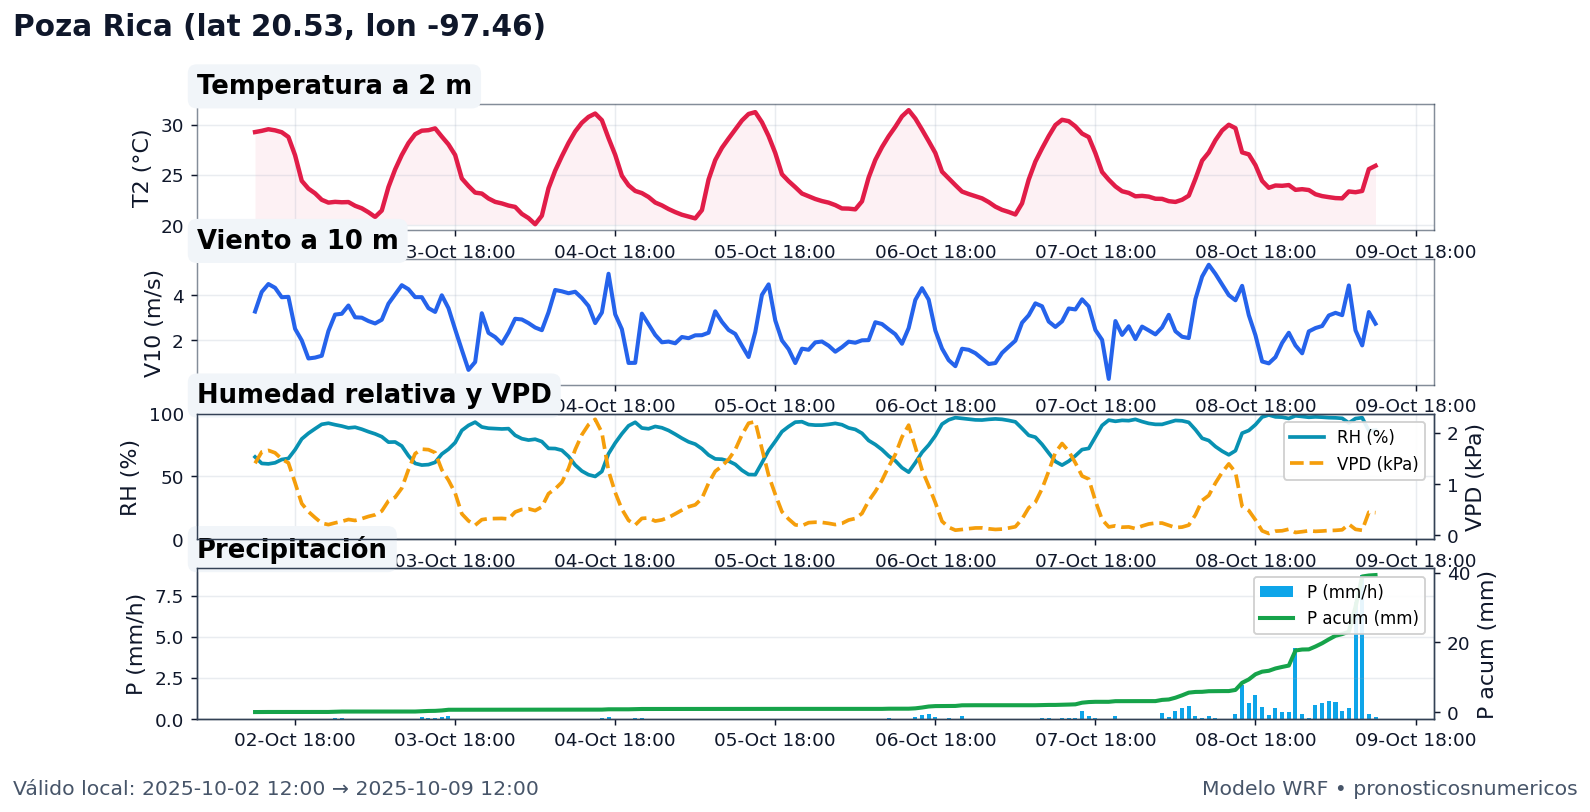 Poza Rica (lat 20.53, lon -97.46)
Temperatura a 2 m
T2 (°C)
30
25
20
3-Oct 18:00 04-Oct 18:00 05-Oct 18:00 06-Oct 18:00 07-Oct 18:00 08-Oct 18:00 09-Oct 18:00
Viento a 10 m
V10 (m/s)
4
2
04-Oct 18:00 05-Oct 18:00 06-Oct 18:00 07-Oct 18:00 08-Oct 18:00 09-Oct 18:00
Humedad relativa y VPD
RH (%)
100
50
0
RH (%)
VPD (kPa)
2
1
0
VPD (kPa)
03-Oct 18:00 04-Oct 18:00 05-Oct 18:00 06-Oct 18:00 07-Oct 18:00 08-Oct 18:00 09-Oct 18:00
Precipitación
P (mm/h)
7.5
5.0
2.5
0.0
P (mm/h)
P acum (mm)
40
20
0
P acum (mm)
02-Oct 18:00 03-Oct 18:00 04-Oct 18:00 05-Oct 18:00 06-Oct 18:00 07-Oct 18:00 08-Oct 18:00 09-Oct 18:00
Válido local: 2025-10-02 12:00 → 2025-10-09 12:00
Modelo WRF • pronosticosnumericos